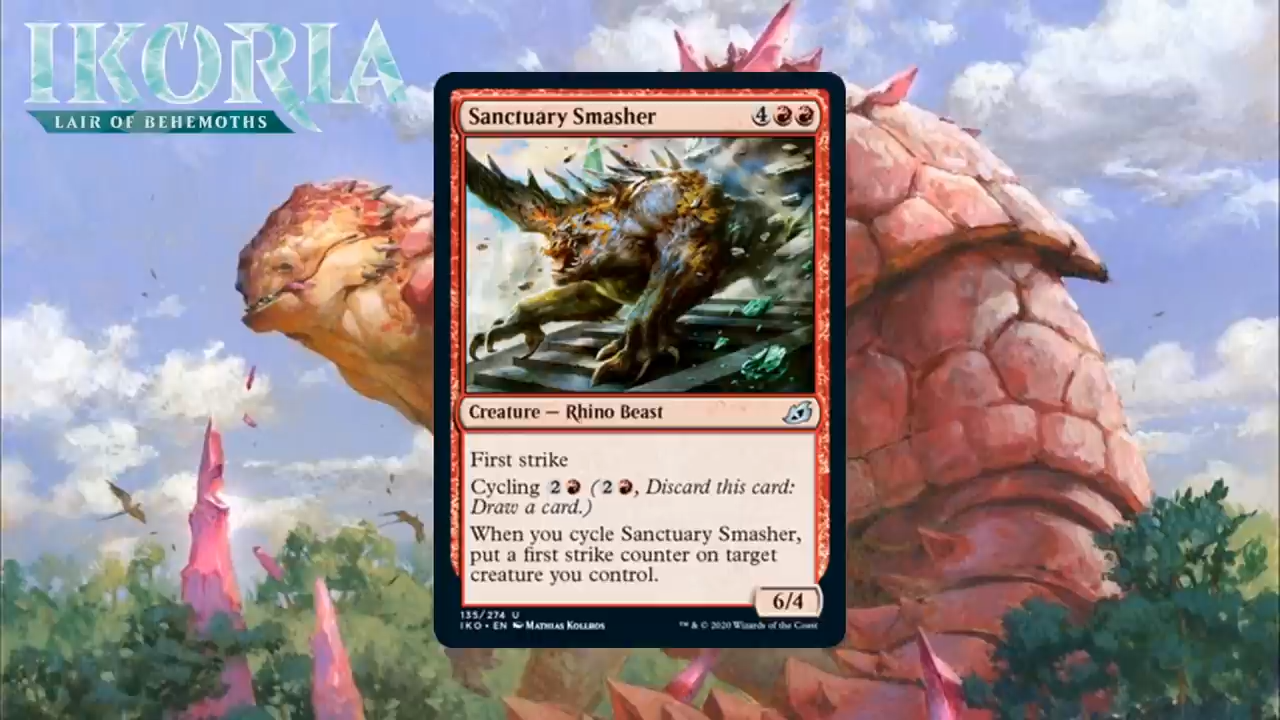 IKORIA
LAIR OF BEHEMOTHS
Sanctuary Smasher 4
Creature — Rhino Beast
First strike
Cycling 2 (2, Discard this card:
Draw a card.)
When you cycle Sanctuary Smasher,
put a first strike counter on target
creature you control.
6/4
135/274 U
IKO • EN Mathias Kollros
™ & © 2020 Wizards of the Coast